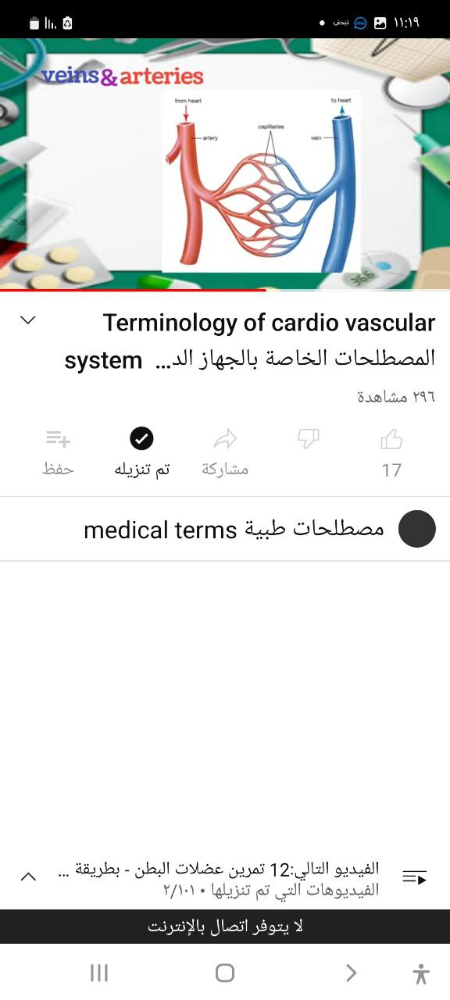 ١١:١٩
نبض
veins & arteries
from heart
to heart
capillaries
artery
vein
36.5
Terminology of cardio vascular
system المصطلحات الخاصة بالجهاز الد...
٢٩٦ مشاهدة
17
مشاركة
تم تنزيله
حفظ
مصطلحات طبية medical terms
الفيديو التالي:12 تمرين عضلات البطن - بطريقة ...
الفيديوهات التي تم تنزيلها • ٢/١٠١
لا يتوفر اتصال بالإنترنت